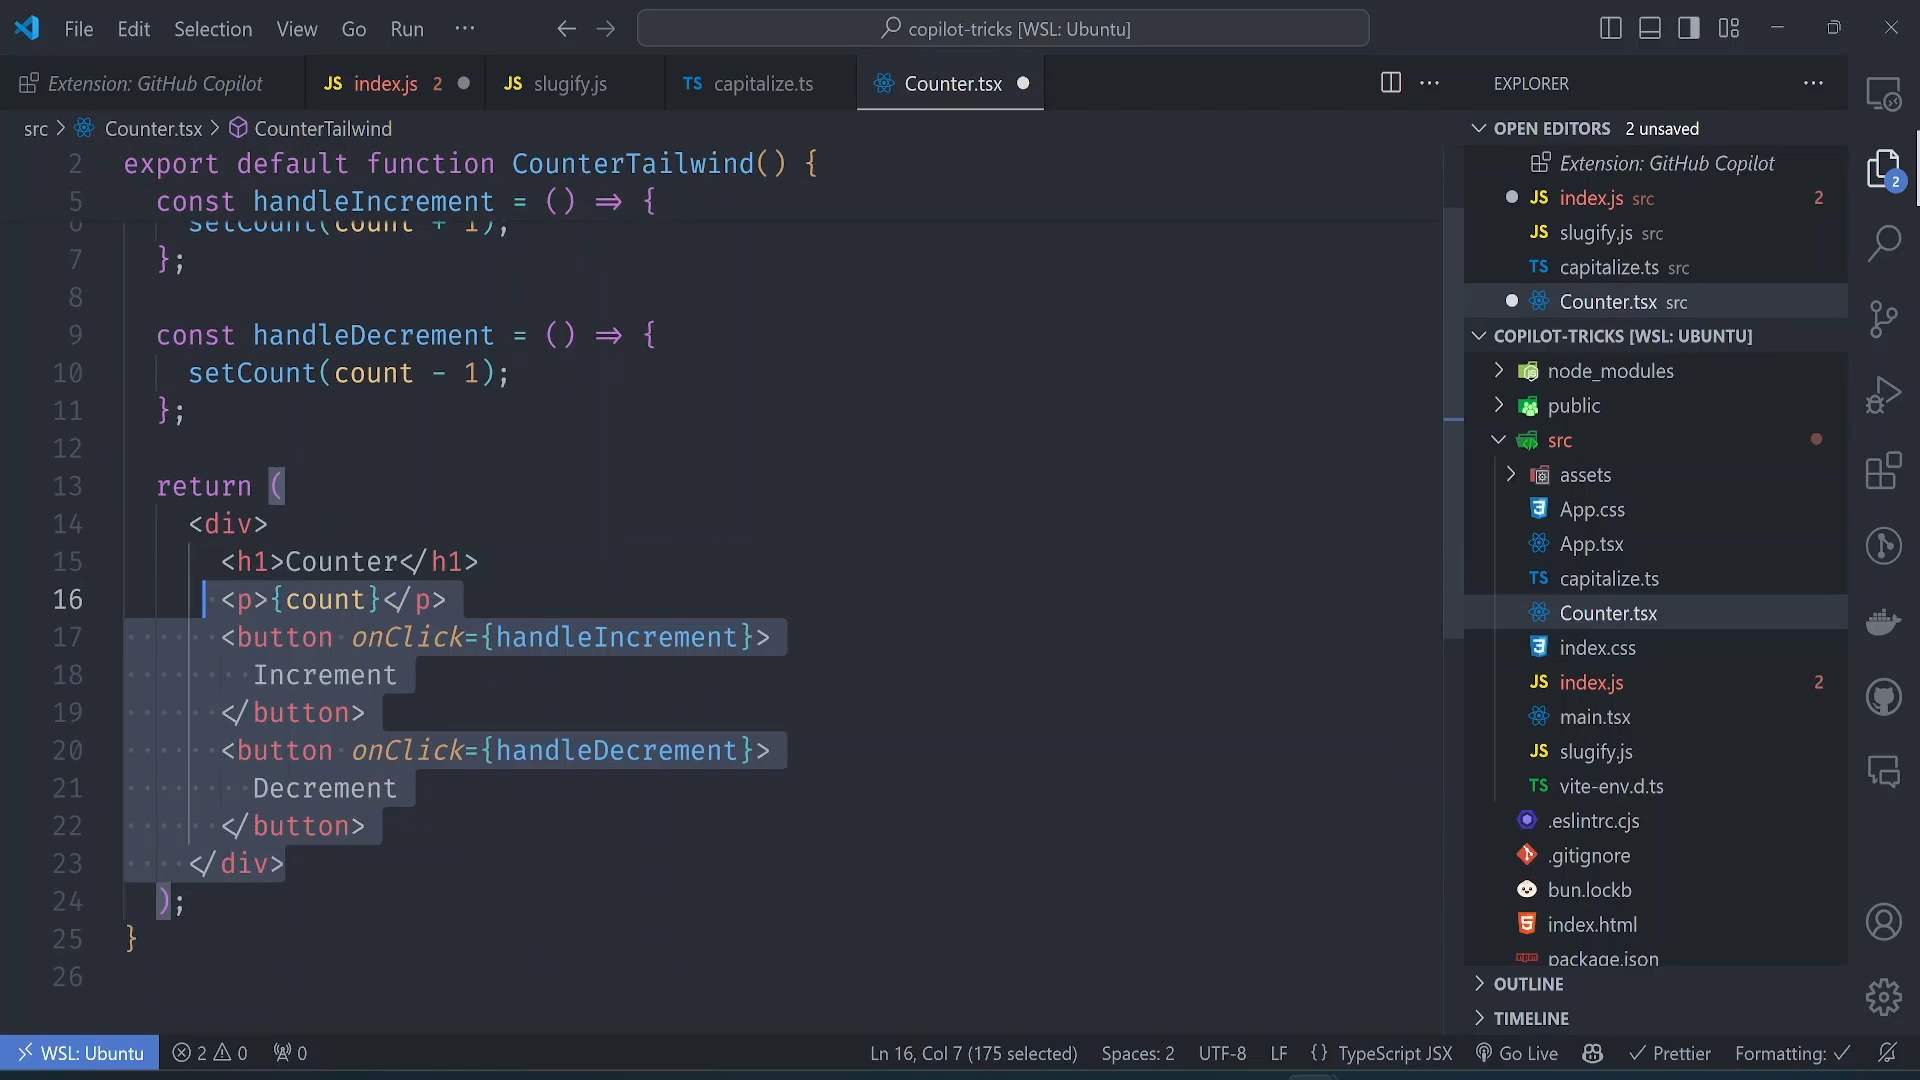 File Edit Selection View Go Run ··· copilot-tricks [WSL: Ubuntu]
Extension: GitHub Copilot JS index.js 2 JS slugify.js TS capitalize.ts Counter.tsx
src > Counter.tsx > CounterTailwind
2 export default function CounterTailwind() {
5 const handleIncrement = () => {
6 setCount(count + 1);
7 };
8
9 const handleDecrement = () => {
10 setCount(count - 1);
11 };
12
13 return (
14 <div>
15 <h1>Counter</h1>
16 <p>{count}</p>
17 <button onClick={handleIncrement}>
18 Increment
19 </button>
20 <button onClick={handleDecrement}>
21 Decrement
22 </button>
23 </div>
24 );
25 }
26
EXPLORER
OPEN EDITORS 2 unsaved
Extension: GitHub Copilot
JS index.js src 2
JS slugify.js src
TS capitalize.ts src
Counter.tsx src
COPILOT-TRICKS [WSL: UBUNTU]
node_modules
public
src
assets
App.css
App.tsx
TS capitalize.ts
Counter.tsx
index.css
JS index.js 2
main.tsx
JS slugify.js
TS vite-env.d.ts
.eslintrc.cjs
.gitignore
bun.lockb
index.html
package.json
OUTLINE
TIMELINE
2
WSL: Ubuntu 2 0 0 Ln 16, Col 7 (175 selected) Spaces: 2 UTF-8 LF {} TypeScript JSX Go Live Prettier Formatting: ✓